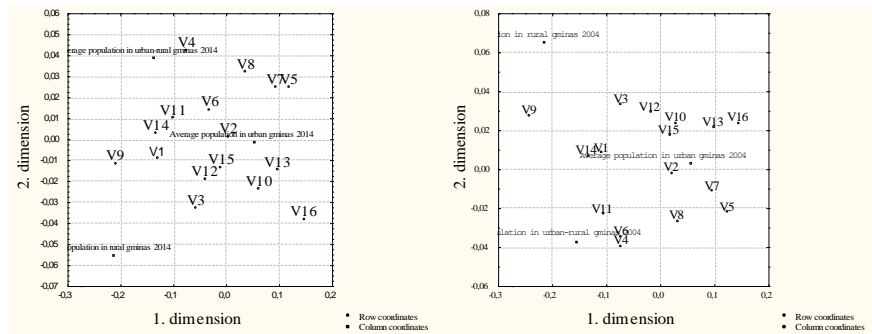 0,06
0,05
0,04
0,03
0,02
0,01
0,00
-0,01
-0,02
-0,03
-0,04
-0,05
-0,06
-0,07
2. dimension
erage population in urban-rural gminas 2014
V4
V8
V7
V5
V6
V11
V14
V2
Average population in urban gminas 2014
V1
V9
V15
V13
V12
V10
V3
V16
population in rural gminas 2014
-0,3
-0,2
-0,1
0,0
0,1
0,2
1. dimension
Row coordinates
Column coordinates
0,08
0,06
0,04
0,02
0,00
-0,02
-0,04
0,06
2. dimension
tion in rural gminas 2004
V9
V3
V12
V10
V13
V16
V15
V14
V1
Average population in urban gminas 2004
V2
V7
V5
V11
V8
V6
V4
ulation in urban-rural gminas 2004
-0,3
-0,2
-0,1
0,0
0,1
0,2
1. dimension
Row coordinates
Column coordinates